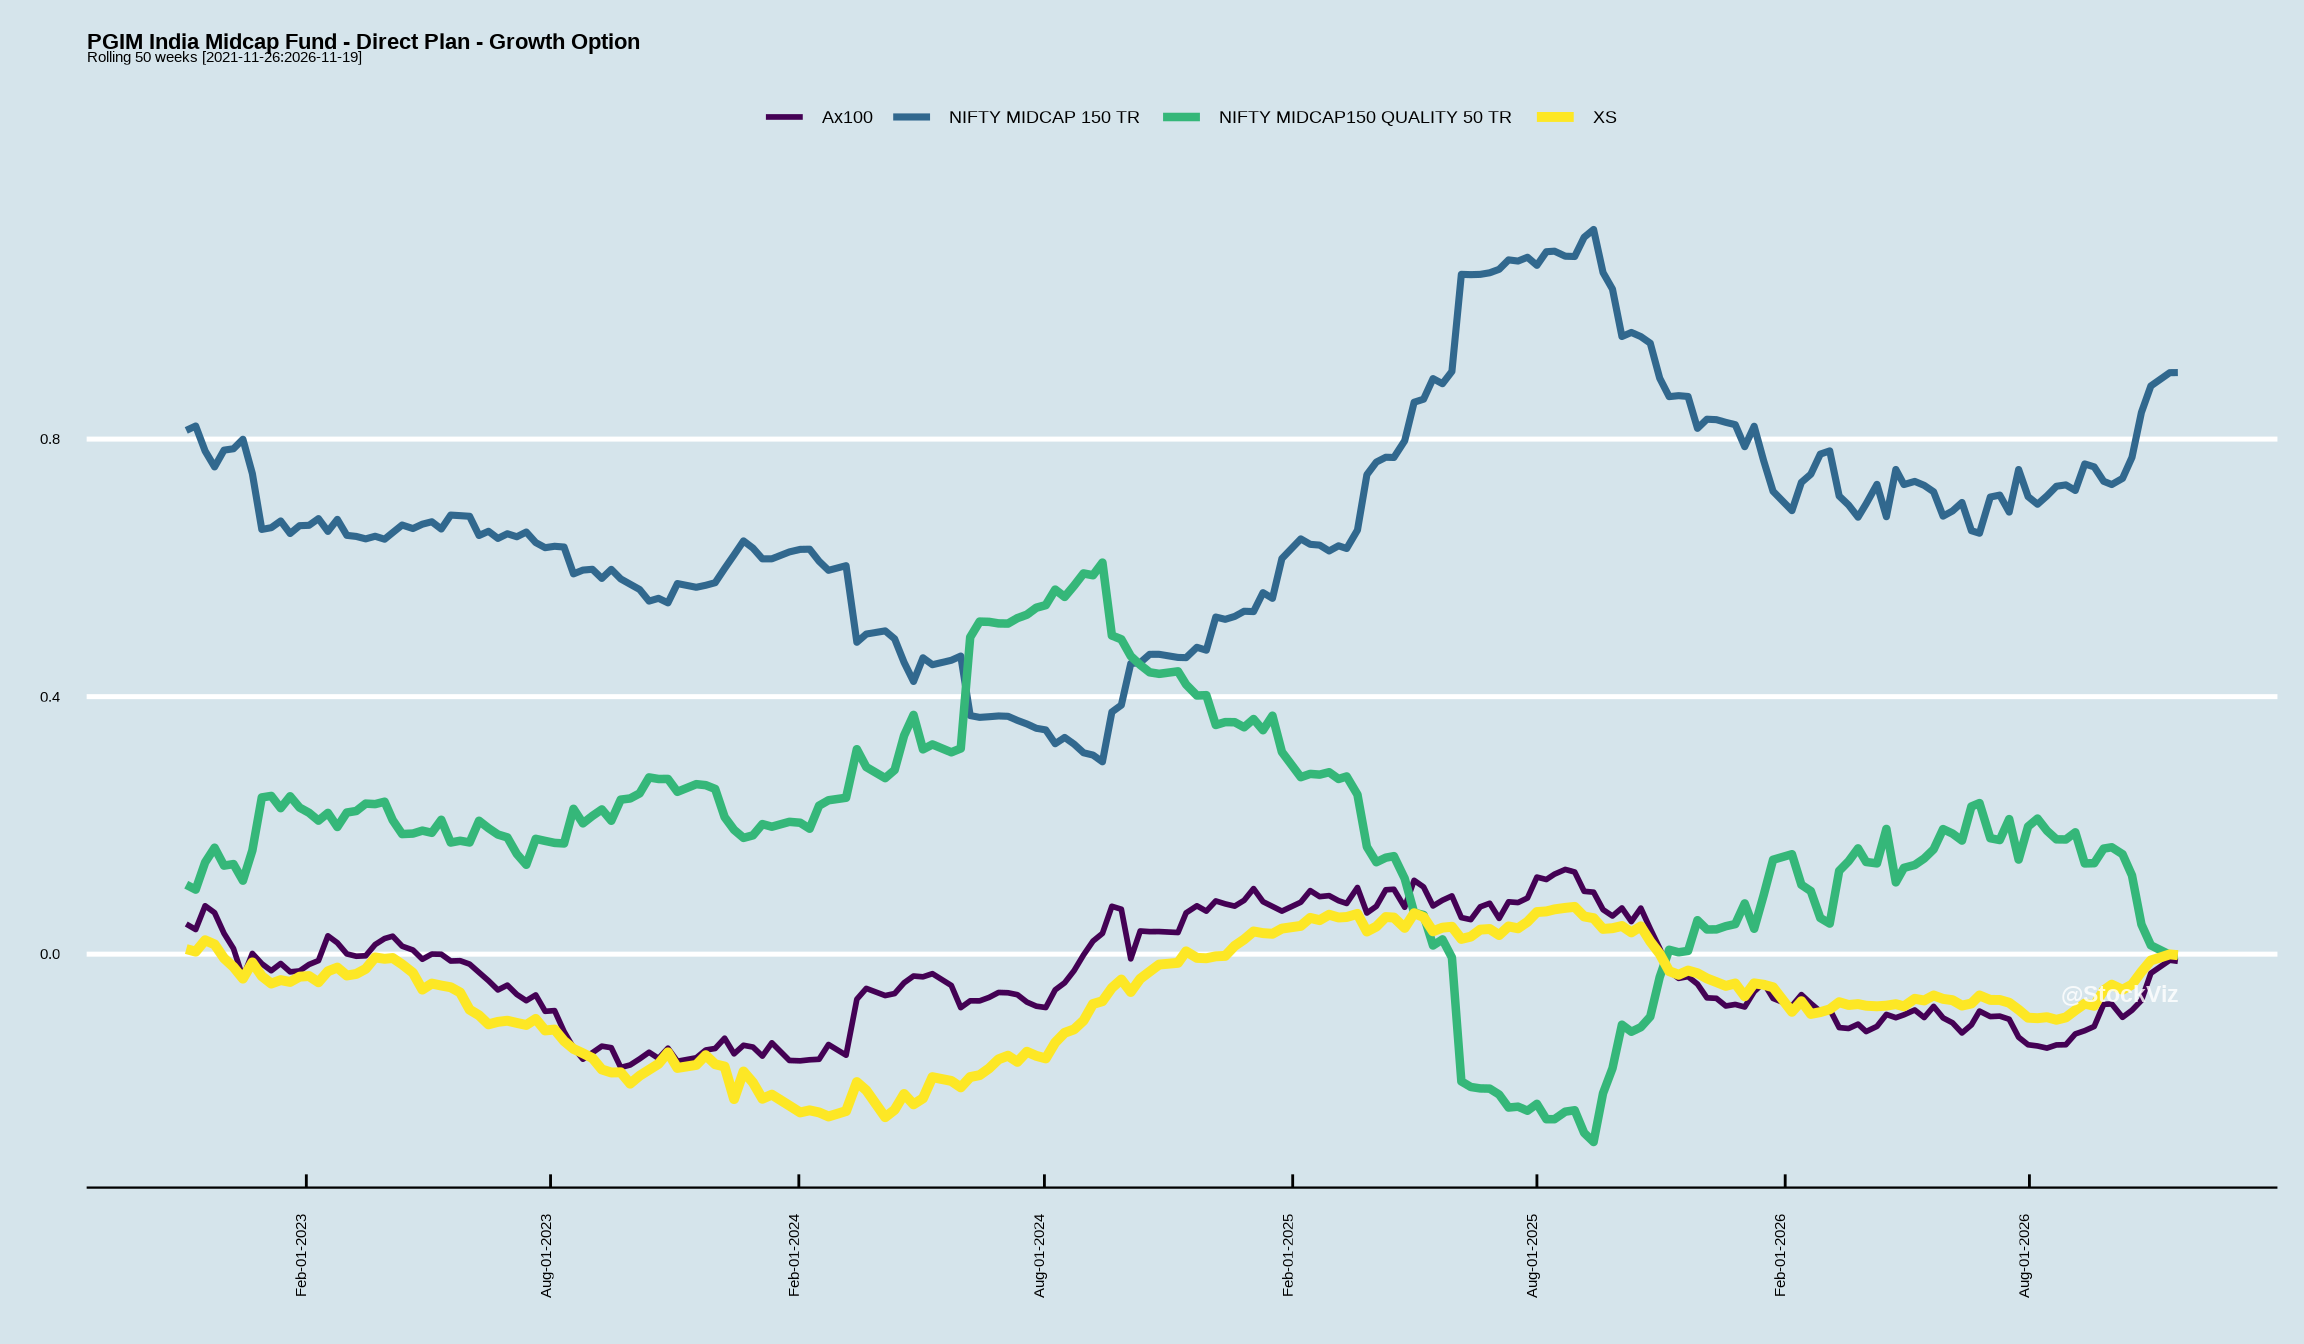 PGIM India Midcap Fund - Direct Plan - Growth Option
Rolling 50 weeks [2021-11-26:2026-11-19]
Ax100 NIFTY MIDCAP 150 TR NIFTY MIDCAP150 QUALITY 50 TR XS
0.8
0.4
0.0
@StockViz
Feb-01-2023 Aug-01-2023 Feb-01-2024 Aug-01-2024 Feb-01-2025 Aug-01-2025 Feb-01-2026 Aug-01-2026